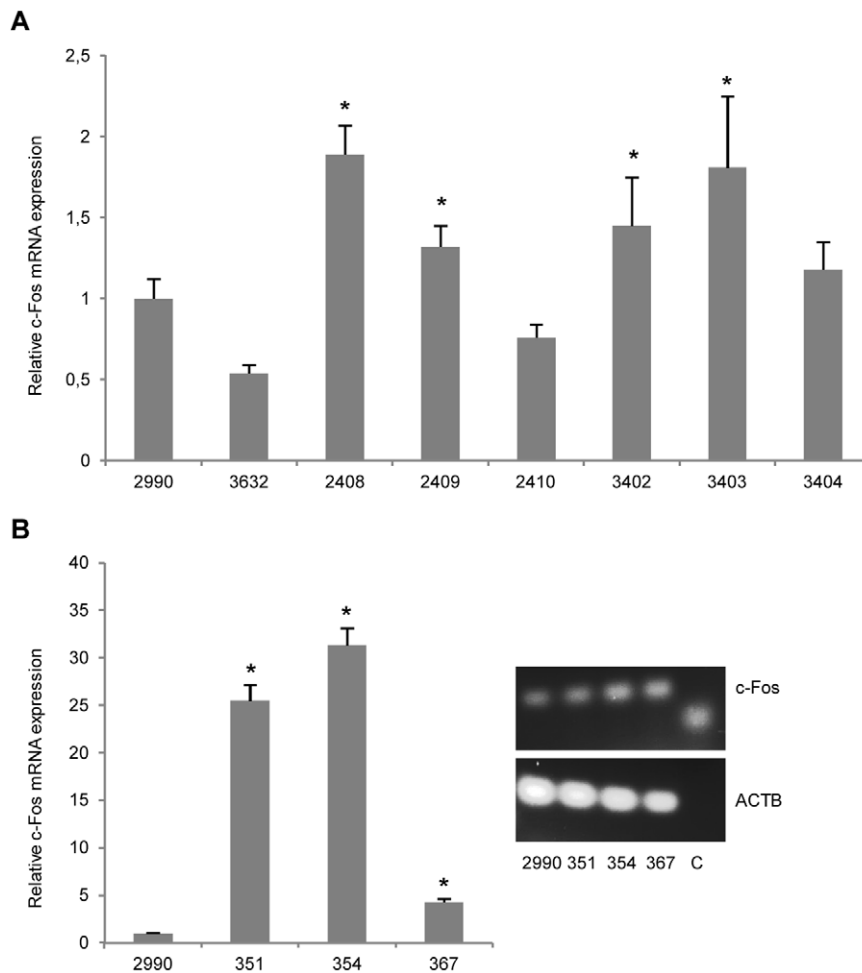 A
Relative c-Fos mRNA expression
2,5
2
1,5
1
0,5
0
* * * *
2990 3632 2408 2409 2410 3402 3403 3404
B
Relative c-Fos mRNA expression
40
35
30
25
20
15
10
5
0
* * *
2990 351 354 367
c-Fos
ACTB
2990 351 354 367 C